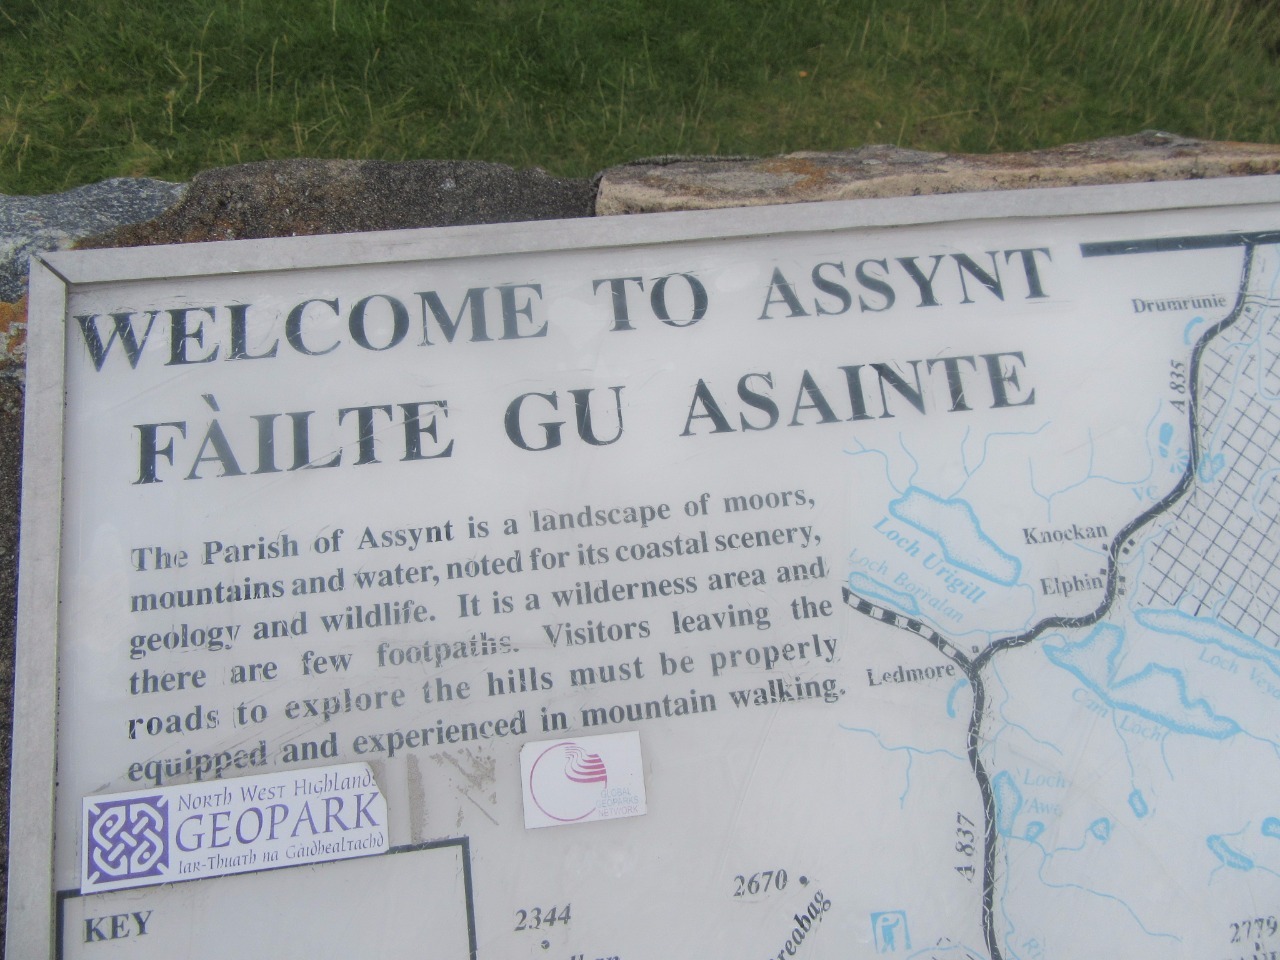 WELCOME TO ASSYNT
FÀILTE GU ASAINTE
The Parish of Assynt is a landscape of moors,
mountains and water, noted for its coastal scenery,
geology and wildlife. It is a wilderness area and
there are few footpaths. Visitors leaving the
roads to explore the hills must be properly
equipped and experienced in mountain walking.
NORTH WEST HIGHLANDS
GEOPARK
Iar-Thuath na Gàidhealtachd
GLOBAL
GEOPARKS
NETWORK
KEY
2344
2670
Drumrunie
A 835
VC
Knockan
Elphin
Loch Urigill
Loch Borralan
Ledmore
Cam Loch
Loch
Awe
A 837
2779